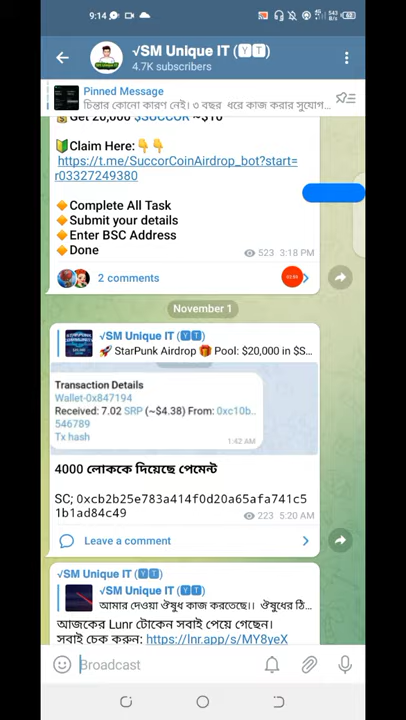 9:14
√SM Unique IT (🆈🆃)
4.7K subscribers
Pinned Message
চিন্তার কোনো কারণ নেই। ৩ বছর ধরে কাজ করার সুযোগ...
Get 20,000 $SUCCOR ~$10
Claim Here:
https://t.me/SuccorCoinAirdrop_bot?start=
r03327249380
Complete All Task
Submit your details
Enter BSC Address
Done
523 3:18 PM
2 comments
November 1
√SM Unique IT (🆈🆃)
StarPunk Airdrop Pool: $20,000 in $S...
Transaction Details
Wallet-0x847194
Received: 7.02 SRP (~$4.38) From: 0xc10b..
546789
Tx hash
1:42 AM
4000 লোককে দিয়েছে পেমেন্ট
SC; 0xcb2b25e783a414f0d20a65afa741c5
1b1ad84c49
223 5:20 AM
Leave a comment
√SM Unique IT (🆈🆃)
√SM Unique IT (🆈🆃)
আমার দেওয়া ঔষুধ কাজ করতেছে।। ঔষুধের ঠি...
আজকের Lunr টোকেন সবাই পেয়ে গেছেন।
সবাই চেক করুন: https://lnr.app/s/MY8yeX
Broadcast